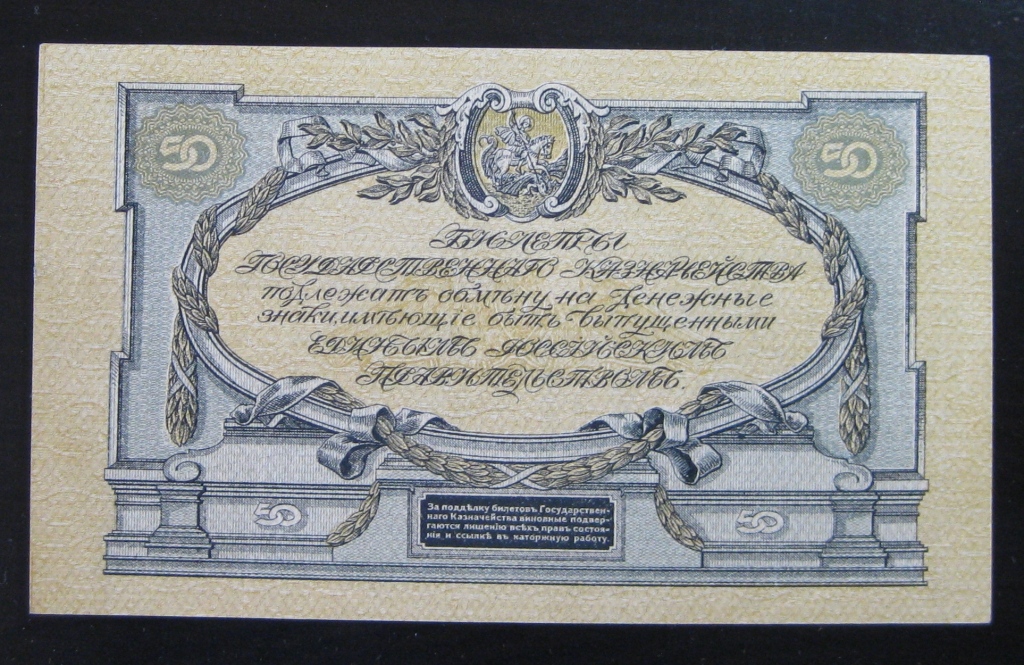 50 50
БИЛЕТЫ
ГОСУДАРСТВЕННАГО КАЗНАЧЕЙСТВА
подлежатъ обмѣну на денежные
знаки имѣющіе быть выпущенными
ЕДИНЫМЪ РОССІЙСКИМЪ
ПРАВИТЕЛЬСТВОМЪ.
50 50
За поддѣлку билетовъ Государствен-
наго Казначейства виновные подвер-
гаются лишенію всѣхъ правъ состоя-
нія и ссылкѣ въ каторжную работу.